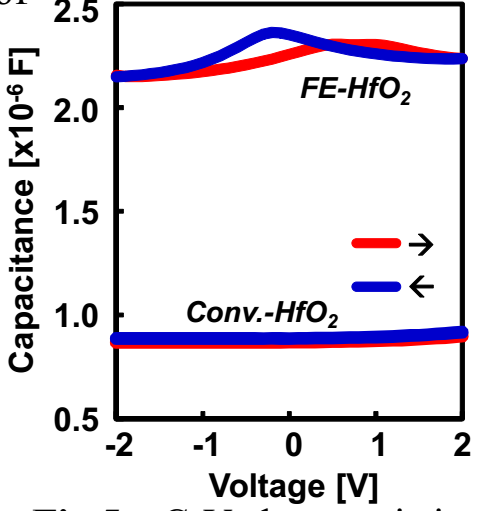 2.5
FE-HfO2
2.0
Capacitance [x10-6 F]
1.5
→
←
Conv.-HfO2
1.0
0.5
-2 -1 0 1 2
Voltage [V]